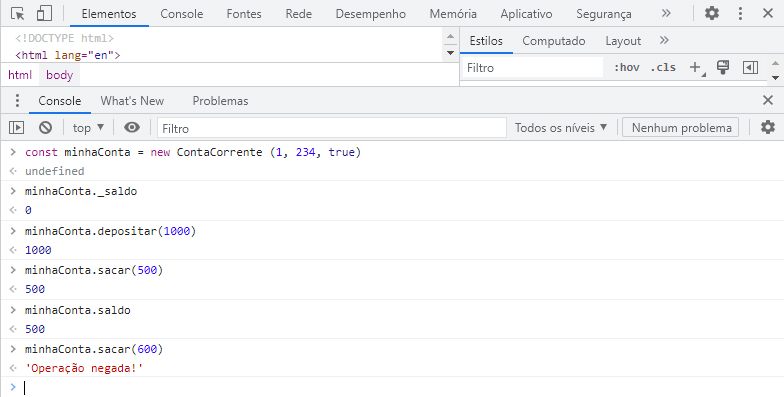 Elementos Console Fontes Rede Desempenho Memória Aplicativo Segurança »
<!DOCTYPE html>
<html lang="en">
html body
Estilos Computado Layout »
Filtro :hov .cls
Console What's New Problemas
top ▼ Filtro Todos os níveis ▼ Nenhum problema
const minhaConta = new ContaCorrente (1, 234, true)
undefined
minhaConta._saldo
0
minhaConta.depositar(1000)
1000
minhaConta.sacar(500)
500
minhaConta.saldo
500
minhaConta.sacar(600)
'Operação negada!'